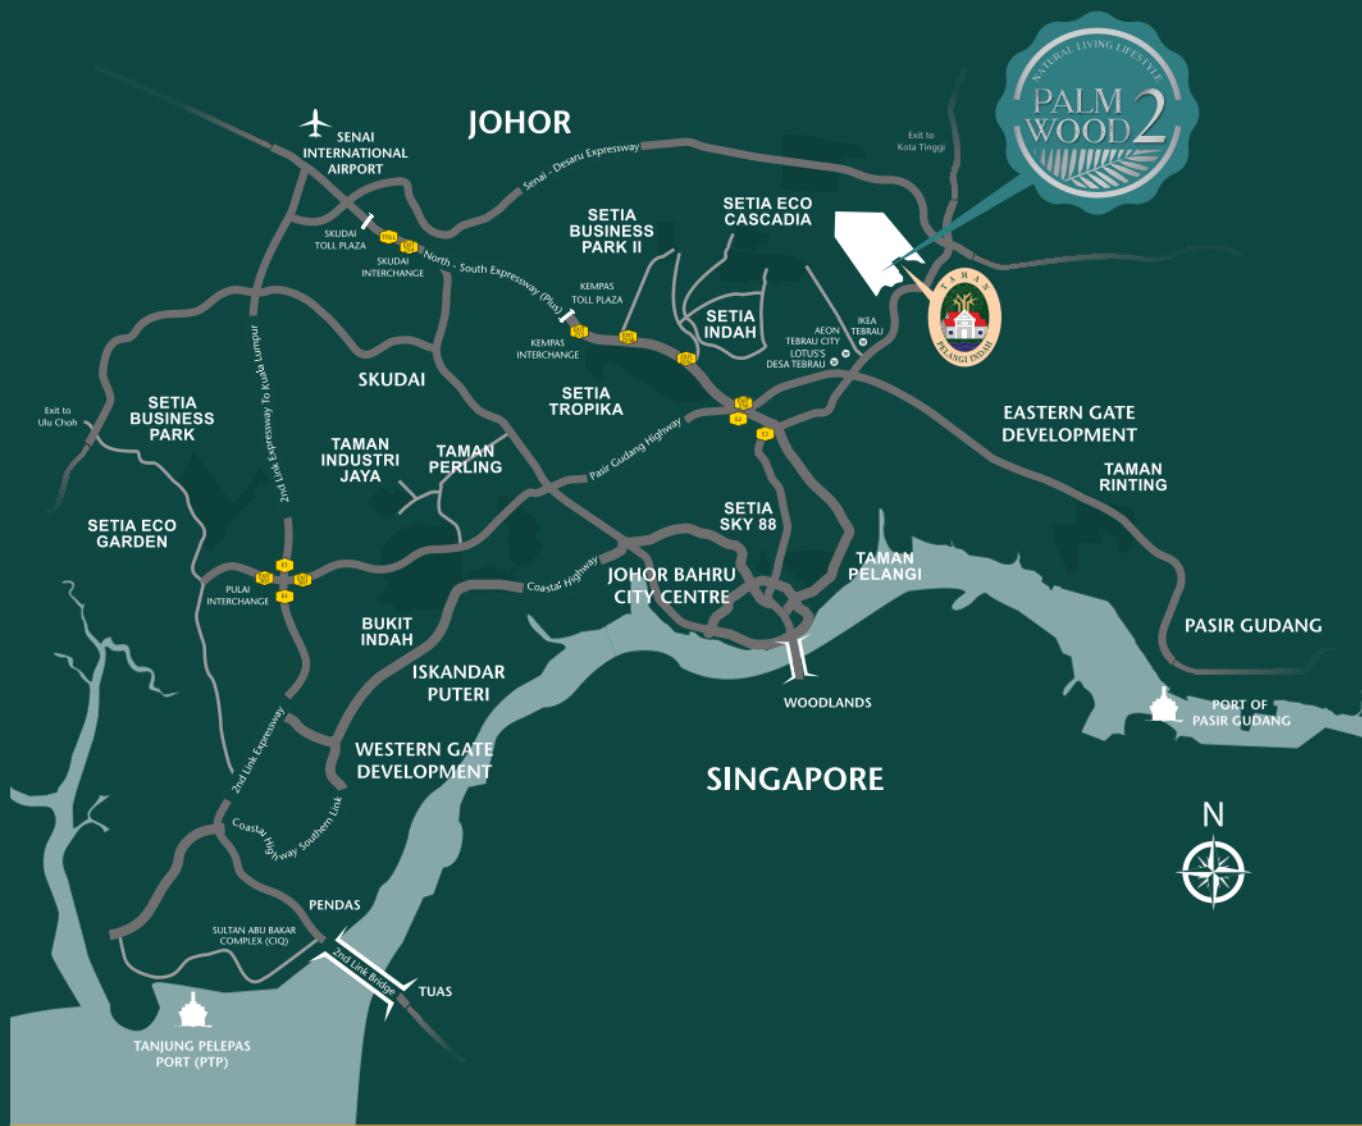 NATURAL LIVING LIFESTYLE
PALM
WOOD 2
JOHOR
SENAI
INTERNATIONAL
AIRPORT
Exit to
Kota Tinggi
Senai - Desaru Expressway
SETIA ECO
CASCADIA
SETIA
BUSINESS
PARK II
SKUDAI
TOLL PLAZA
TOLL
SKUDAI
INTERCHANGE
North - South Expressway (Plus)
KEMPAS
TOLL PLAZA
TAMAN
PELANGI INDAH
SETIA
INDAH
IKEA
TEBRAU
AEON
TEBRAU CITY
LOTUS'S
DESA TEBRAU
KEMPAS
INTERCHANGE
2nd Link Expressway To Kuala Lumpur
SKUDAI
SETIA
TROPIKA
SETIA
BUSINESS
PARK
Exit to
Ulu Choh
EASTERN GATE
DEVELOPMENT
E2
TAMAN
INDUSTRI
JAYA
TAMAN
PERLING
Pasir Gudang Highway
TAMAN
RINTING
SETIA ECO
GARDEN
SETIA
SKY 88
E3
PULAI
INTERCHANGE
Coastal Highway
JOHOR BAHRU
CITY CENTRE
TAMAN
PELANGI
BUKIT
INDAH
PASIR GUDANG
ISKANDAR
PUTERI
WOODLANDS
PORT OF
PASIR GUDANG
2nd Link Expressway
WESTERN GATE
DEVELOPMENT
SINGAPORE
Coastal Highway Southern Link
N
PENDAS
SULTAN ABU BAKAR
COMPLEX (CIQ)
2nd Link Bridge
TUAS
TANJUNG PELEPAS
PORT (PTP)